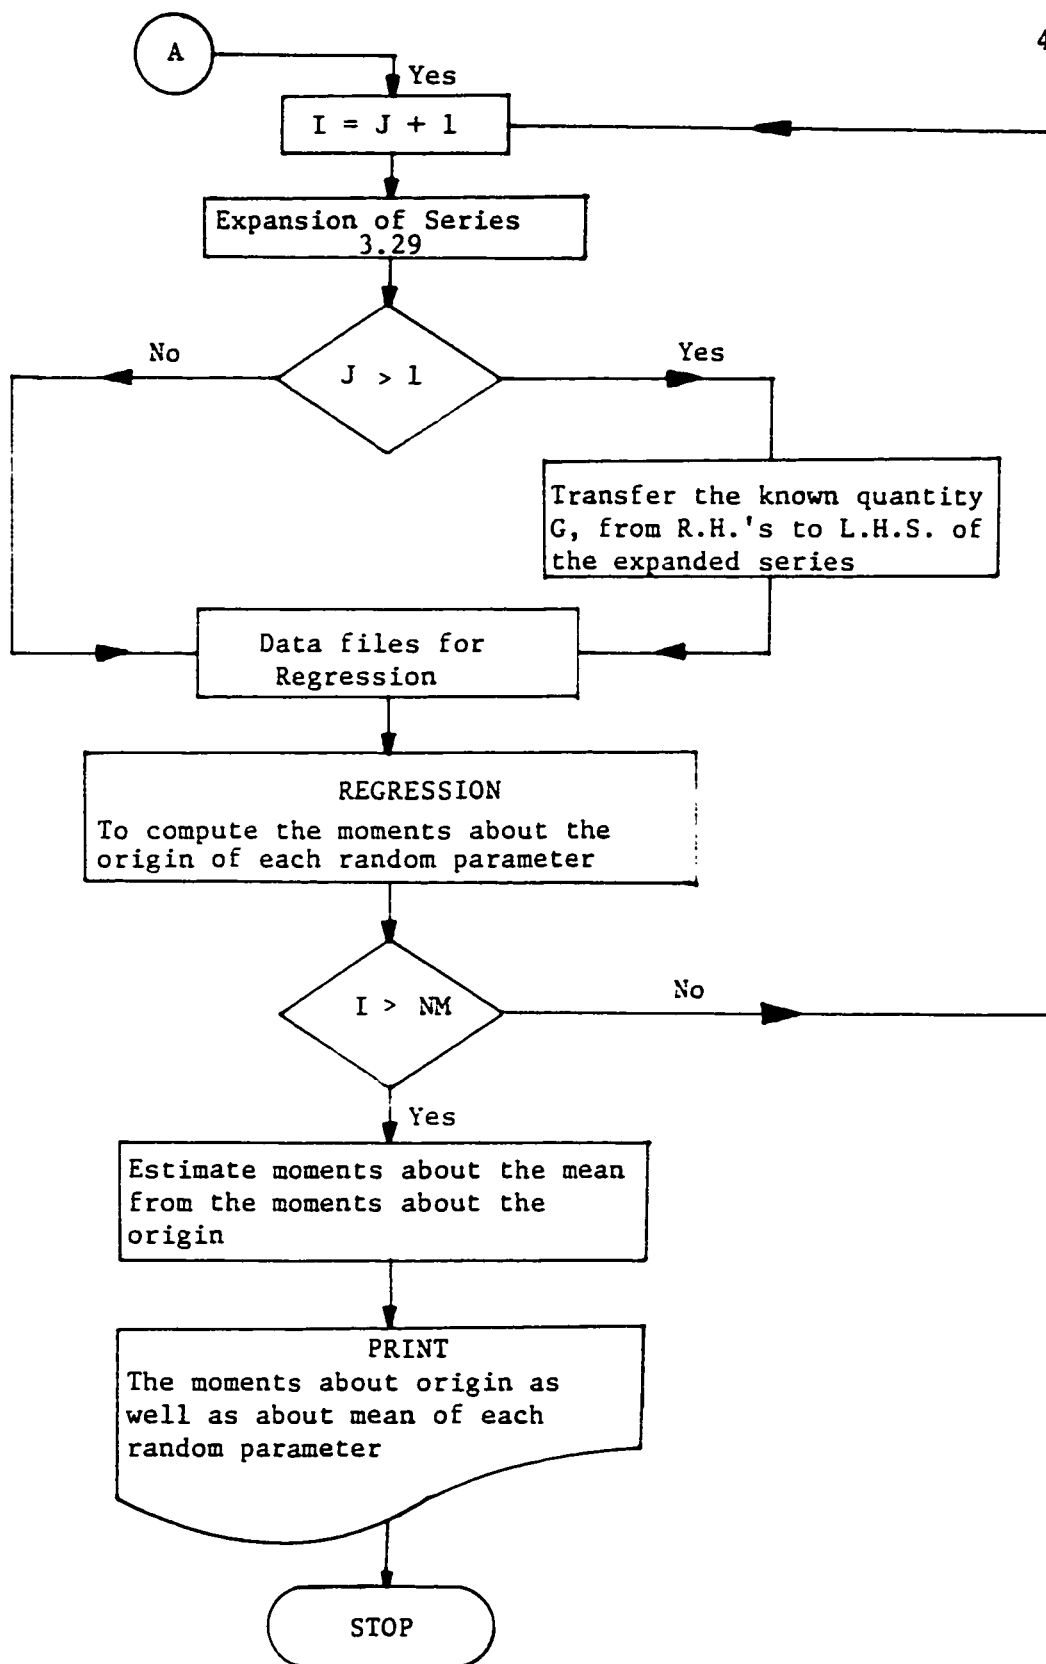 4
A
Yes
I = J + 1
Expansion of Series
3.29
No
J > 1
Yes
Transfer the known quantity
G, from R.H.'s to L.H.S. of
the expanded series
Data files for
Regression
REGRESSION
To compute the moments about the
origin of each random parameter
I > NM
No
Yes
Estimate moments about the mean
from the moments about the
origin
PRINT
The moments about origin as
well as about mean of each
random parameter
STOP